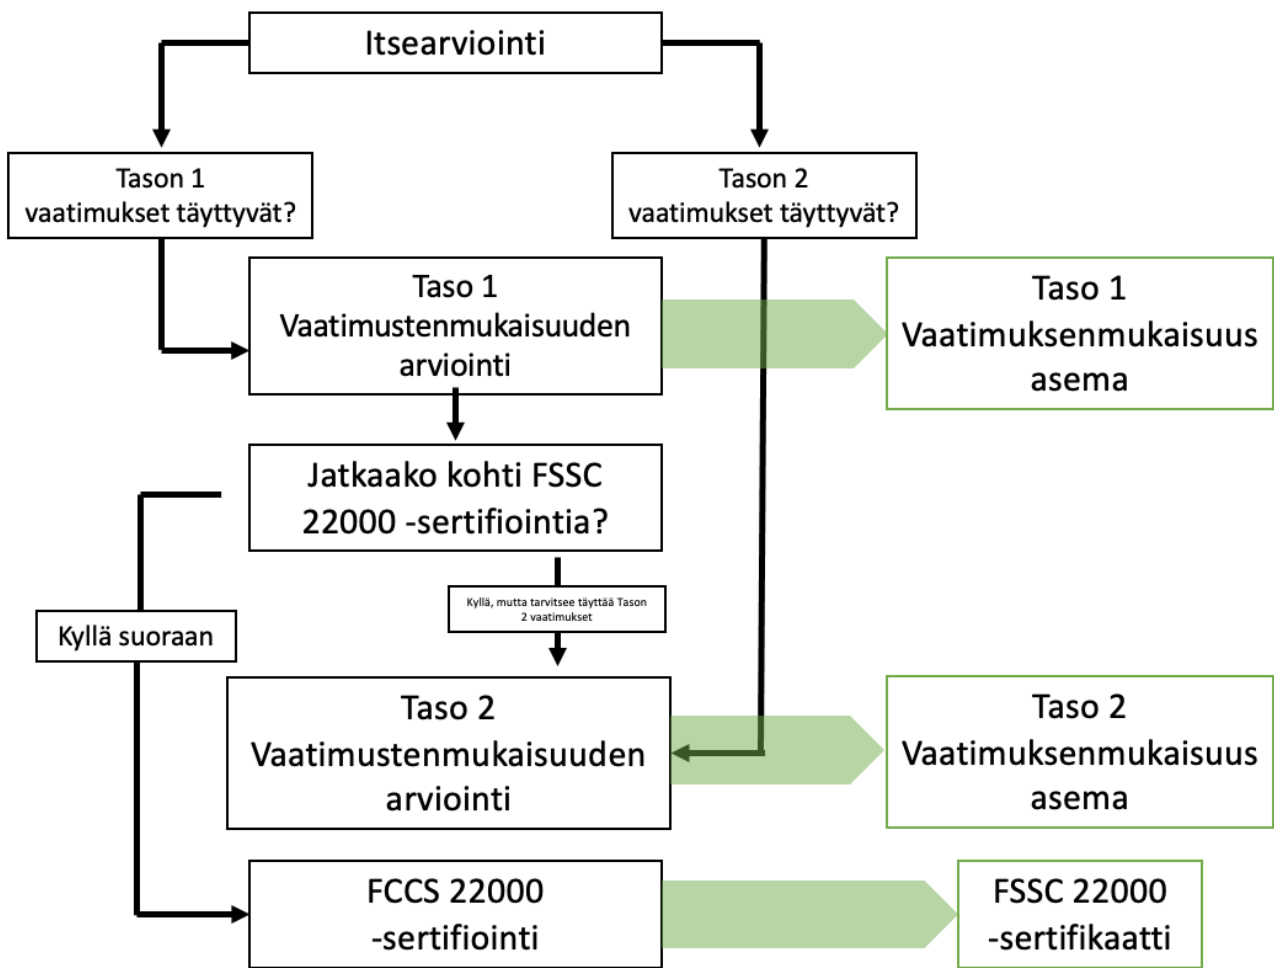 Itsearviointi
Tason 1
vaatimukset täyttyvät?
Tason 2
vaatimukset täyttyvät?
Taso 1
Vaatimustenmukaisuuden
arviointi
Taso 1
Vaatimuksenmukaisuus
asema
Jatkaako kohti FSSC
22000 -sertifiointia?
Kyllä, mutta tarvitsee täyttää Tason
2 vaatimukset
Kyllä suoraan
Taso 2
Vaatimustenmukaisuuden
arviointi
Taso 2
Vaatimuksenmukaisuus
asema
FCCS 22000
-sertifiointi
FSSC 22000
-sertifikaatti